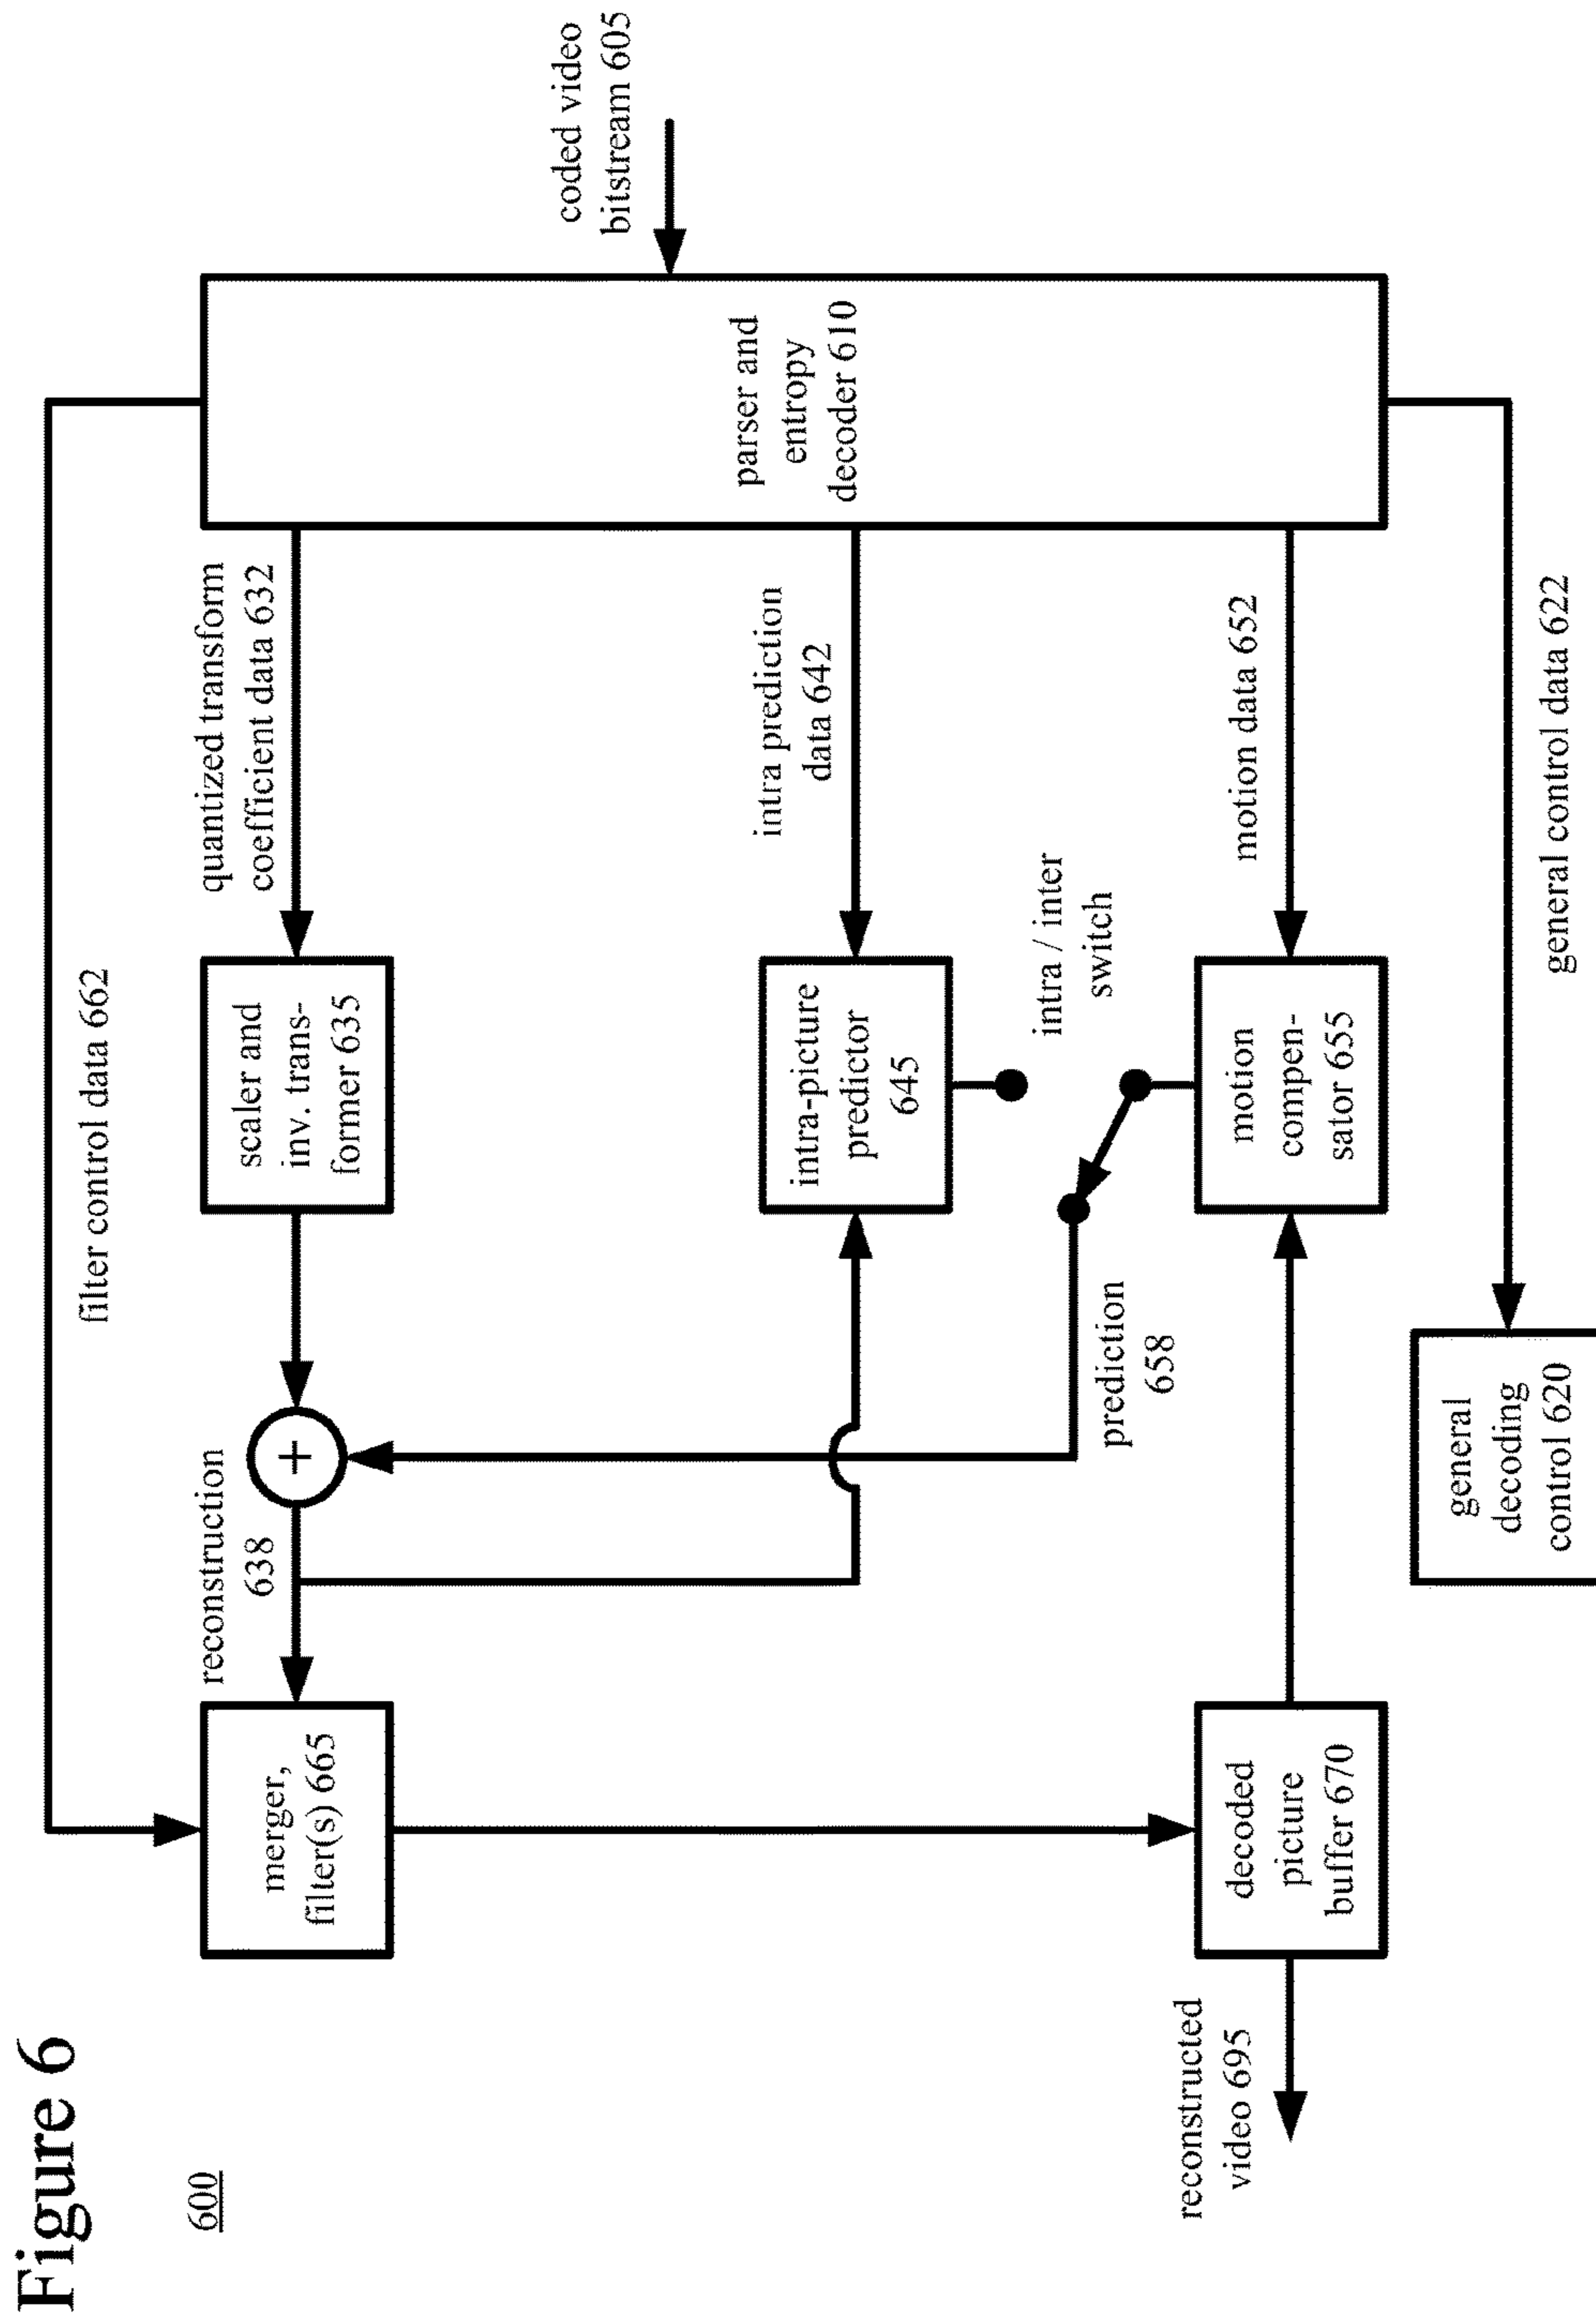 Figure 6
600
coded video
bitstream 605
parser and
entropy
decoder 610
filter control data 662
quantized transform
coefficient data 632
intra prediction
data 642
motion data 652
general control data 622
scaler and
inv. trans-
former 635
intra-picture
predictor
645
intra / inter
switch
motion
compen-
sator 655
prediction
658
+
reconstruction
638
general
decoding
control 620
merger,
filter(s) 665
decoded
picture
buffer 670
reconstructed
video 695